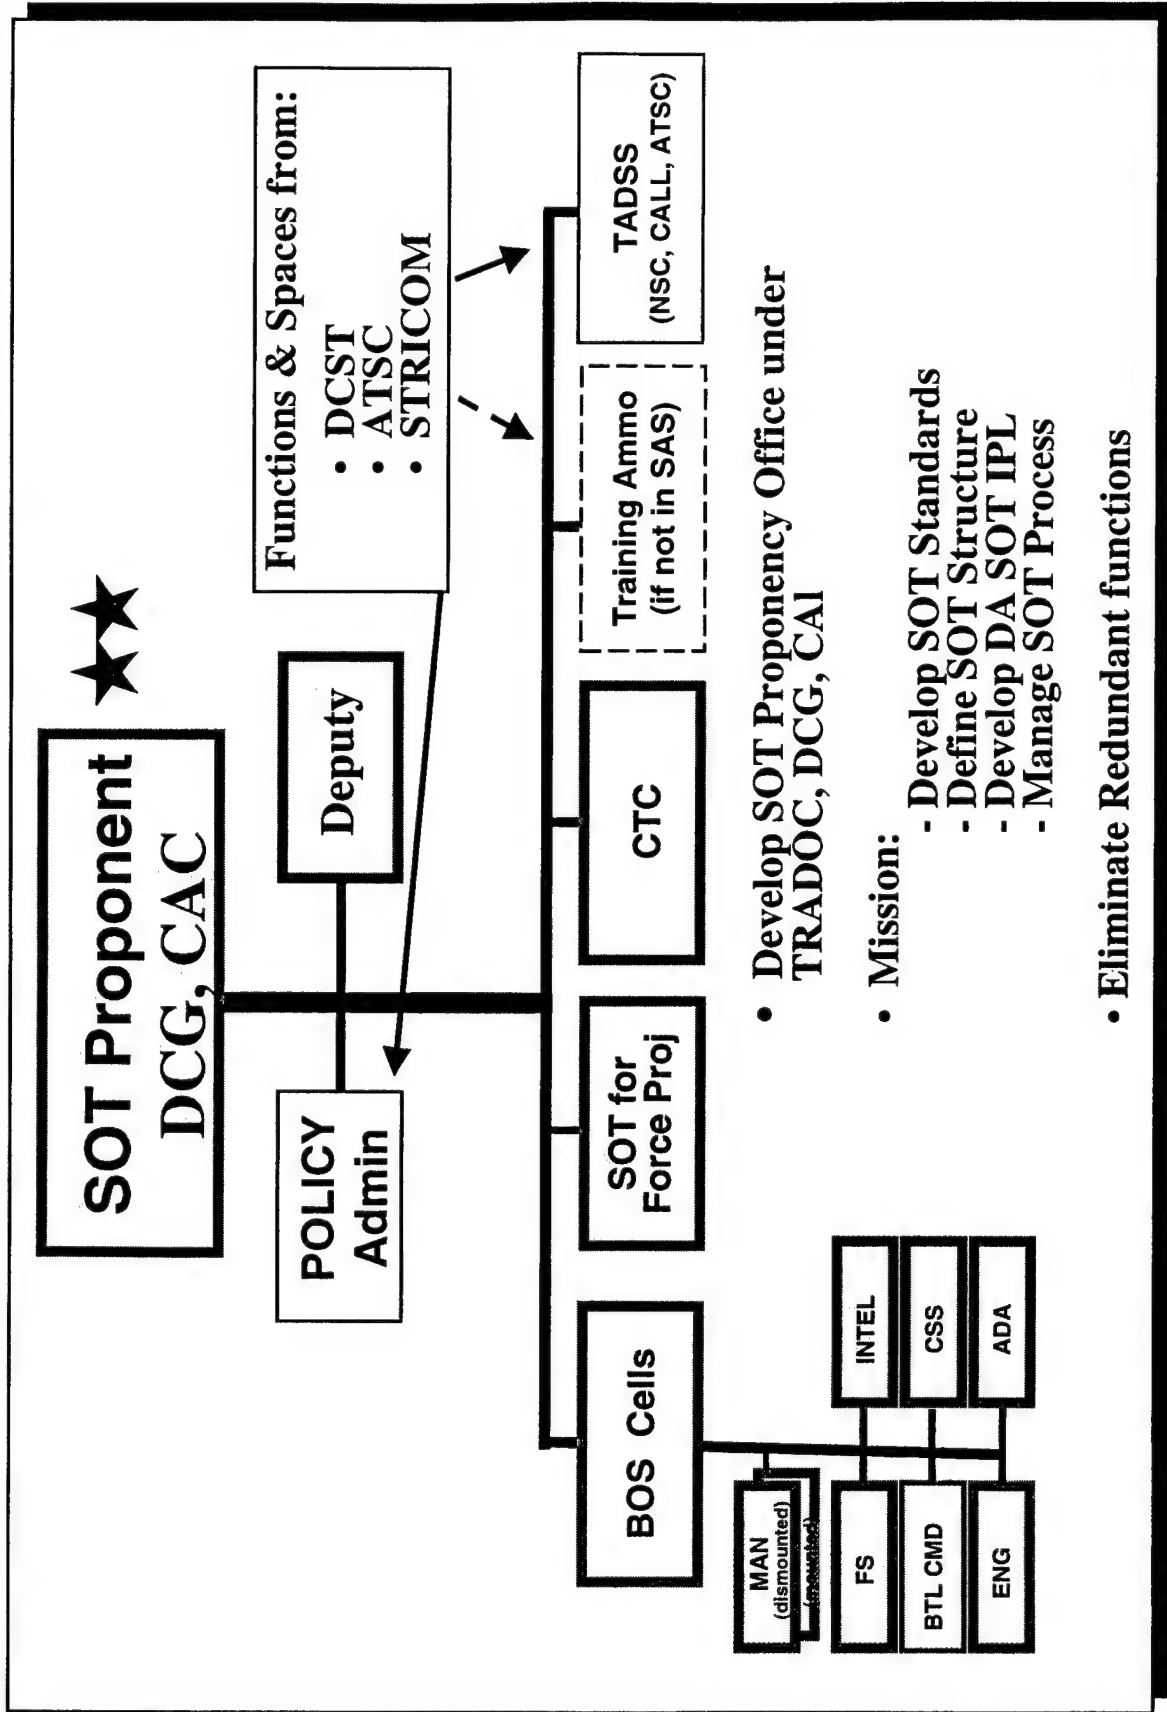 SOT Proponent
DCG, CAC
POLICY
Admin
Deputy
Functions & Spaces from:
• DCST
• ATSC
• STRICOM
BOS Cells
SOT for
Force Proj
CTC
Training Ammo
(if not in SAS)
TADSS
(NSC, CALL, ATSC)
MAN
(dismounted)
(mounted)
FS
INTEL
BTL CMD
CSS
ENG
ADA
• Develop SOT Proponency Office under
TRADOC, DCG, CAI
• Mission:
- Develop SOT Standards
- Define SOT Structure
- Develop DA SOT IPL
- Manage SOT Process
• Eliminate Redundant functions